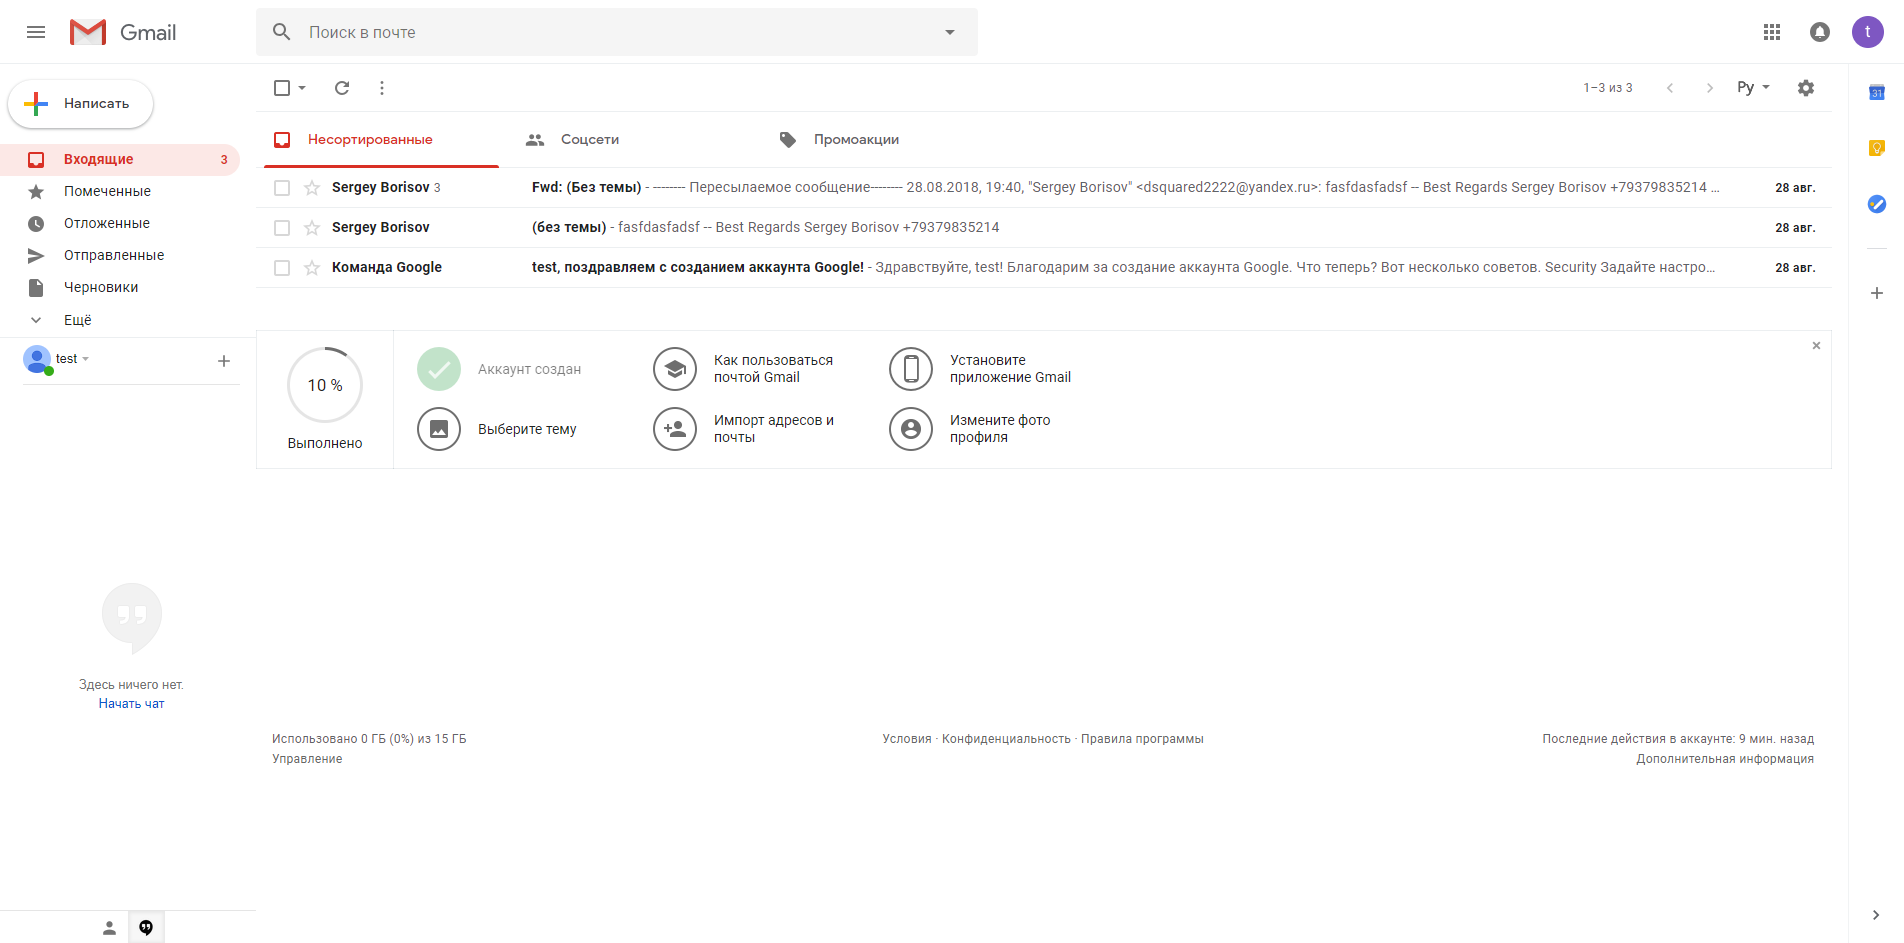 Gmail
Поиск в почте
t
Написать
1–3 из 3
Ру
31
Несортированные
Соцсети
Промоакции
Входящие 3
Помеченные
Отложенные
Отправленные
Черновики
Ещё
test
Sergey Borisov 3 Fwd: (Без темы) - -------- Пересылаемое сообщение-------- 28.08.2018, 19:40, "Sergey Borisov" <dsquared2222@yandex.ru>: fasfdasfadsf -- Best Regards Sergey Borisov +79379835214 ... 28 авг.
Sergey Borisov (без темы) - fasfdasfadsf -- Best Regards Sergey Borisov +79379835214 28 авг.
Команда Google test, поздравляем с созданием аккаунта Google! - Здравствуйте, test! Благодарим за создание аккаунта Google. Что теперь? Вот несколько советов. Security Задайте настро... 28 авг.
10 %
Выполнено
Аккаунт создан
Как пользоваться
почтой Gmail
Установите
приложение Gmail
Выберите тему
Импорт адресов и
почты
Измените фото
профиля
Здесь ничего нет.
Начать чат
Использовано 0 ГБ (0%) из 15 ГБ
Управление
Условия · Конфиденциальность · Правила программы
Последние действия в аккаунте: 9 мин. назад
Дополнительная информация